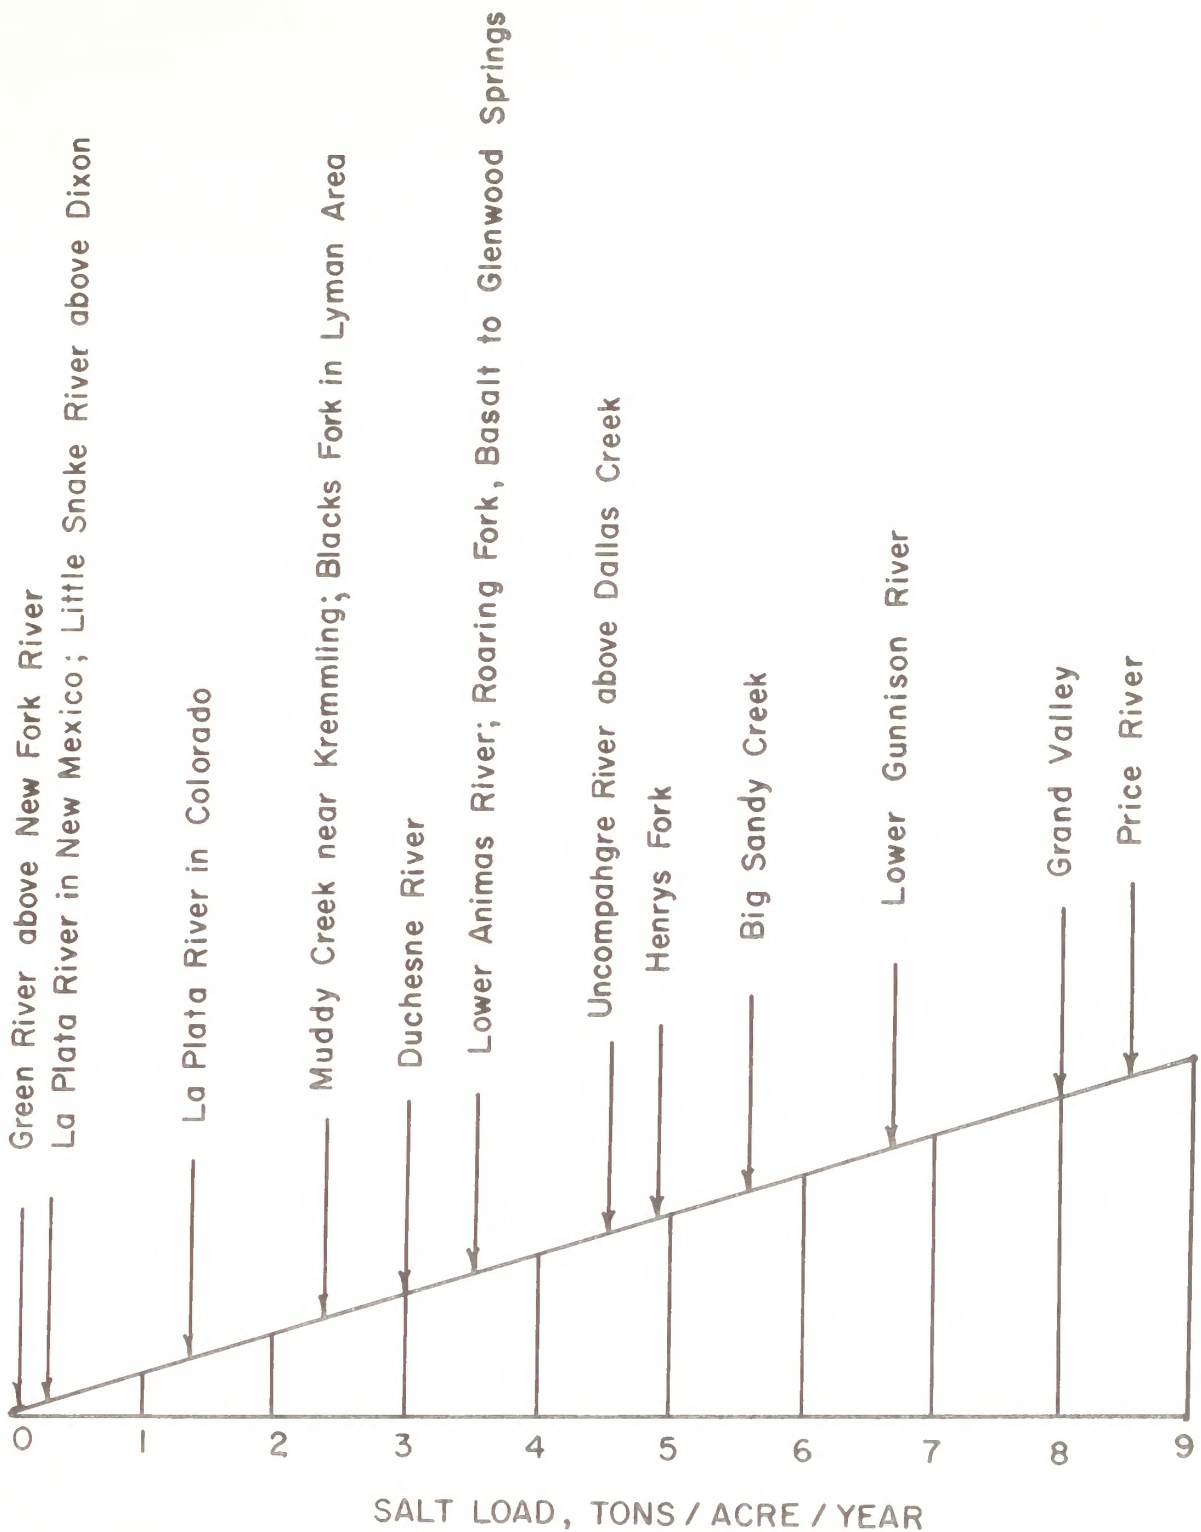 Green River above New Fork River
La Plata River in New Mexico; Little Snake River above Dixon
La Plata River in Colorado
Muddy Creek near Kremmling; Blacks Fork in Lyman Area
Duchesne River
Lower Animas River; Roaring Fork, Basalt to Glenwood Springs
Uncompahgre River above Dallas Creek
Henrys Fork
Big Sandy Creek
Lower Gunnison River
Grand Valley
Price River
0 1 2 3 4 5 6 7 8 9
SALT LOAD, TONS / ACRE / YEAR